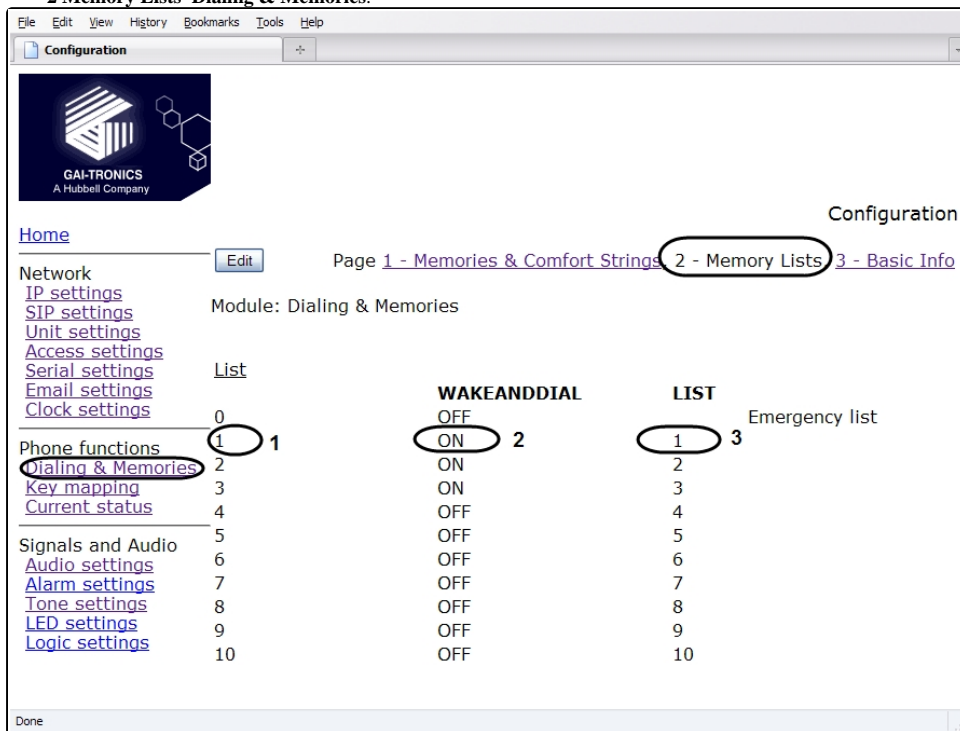 2 Memory Lists Dialing & Memories.
File Edit View History Bookmarks Tools Help
Configuration
GAI-TRONICS
A Hubbell Company
Configuration
Home
Edit Page 1 - Memories & Comfort Strings, 2 - Memory Lists, 3 - Basic Info
Network
IP settings
SIP settings
Unit settings
Access settings
Serial settings
Email settings
Clock settings
Phone functions
Dialing & Memories
Key mapping
Current status
Signals and Audio
Audio settings
Alarm settings
Tone settings
LED settings
Logic settings
Module: Dialing & Memories
List
WAKEANDDIAL LIST
0 OFF Emergency list
1 1 ON 2 1 3
2 ON 2
3 ON 3
4 OFF 4
5 OFF 5
6 OFF 6
7 OFF 7
8 OFF 8
9 OFF 9
10 OFF 10
Done